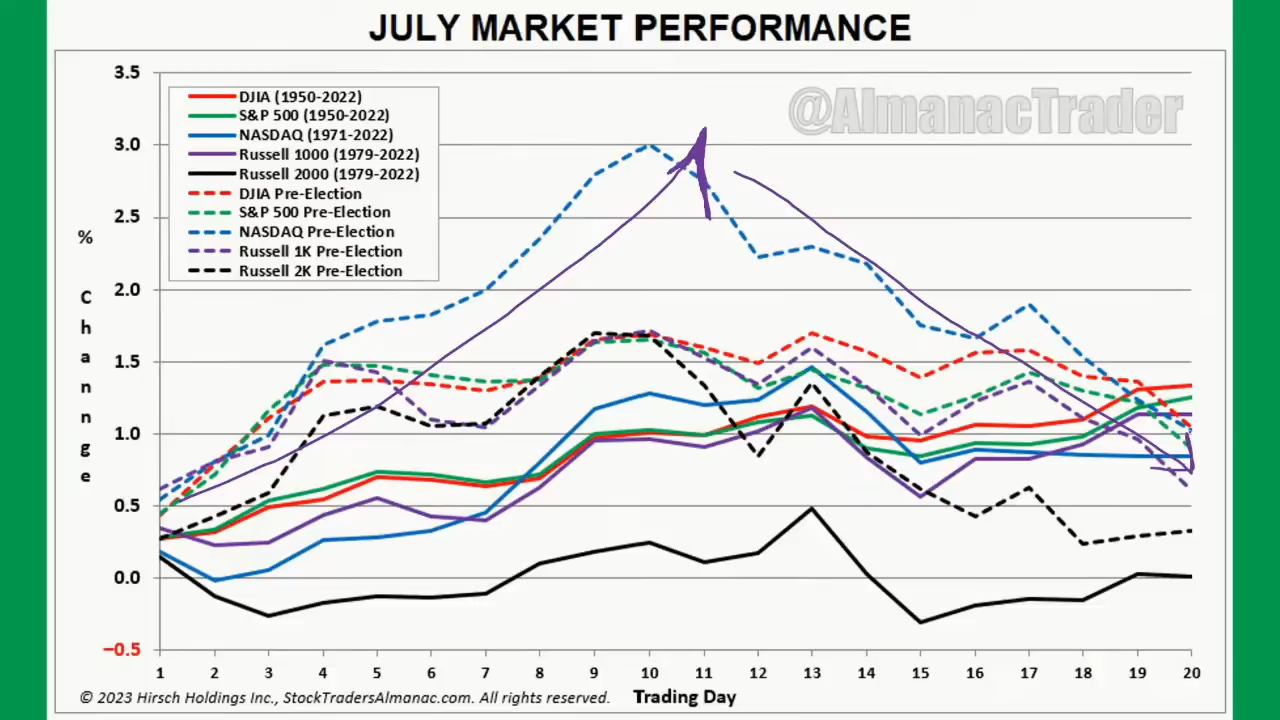 JULY MARKET PERFORMANCE
@AlmanacTrader
3.5
3.0
2.5
2.0
1.5
1.0
0.5
0.0
−0.5
% Change
DJIA (1950-2022)
S&P 500 (1950-2022)
NASDAQ (1971-2022)
Russell 1000 (1979-2022)
Russell 2000 (1979-2022)
DJIA Pre-Election
S&P 500 Pre-Election
NASDAQ Pre-Election
Russell 1K Pre-Election
Russell 2K Pre-Election
1 2 3 4 5 6 7 8 9 10 11 12 13 14 15 16 17 18 19 20
© 2023 Hirsch Holdings Inc., StockTradersAlmanac.com. All rights reserved. Trading Day